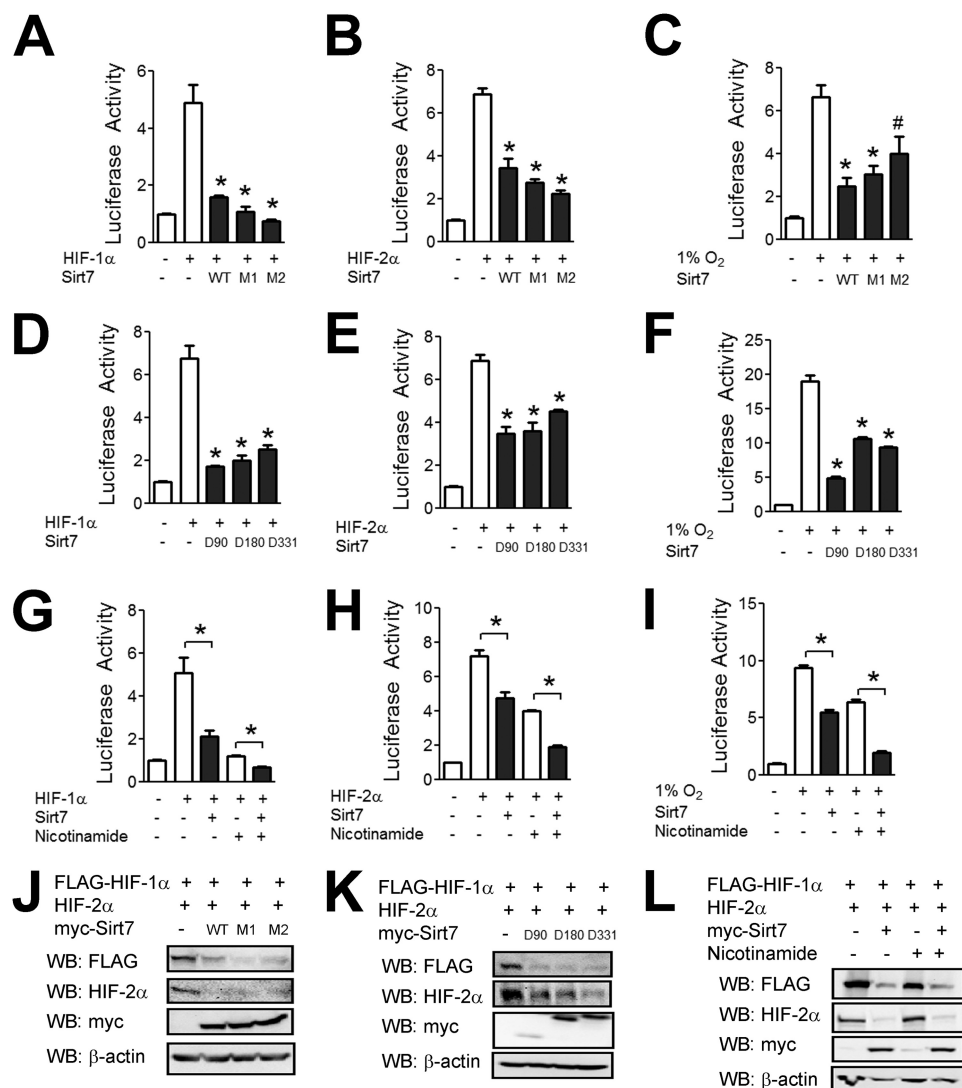 A
Luciferase Activity
6
4
2
0
HIF-1α - + + + +
Sirt7 - - WT M1 M2
* * *
B
Luciferase Activity
8
6
4
2
0
HIF-2α - + + + +
Sirt7 - - WT M1 M2
* * *
C
Luciferase Activity
8
6
4
2
0
1% O2 - + + + +
Sirt7 - - WT M1 M2
* * #
D
Luciferase Activity
8
6
4
2
0
HIF-1α - + + + +
Sirt7 - - D90 D180 D331
* * *
E
Luciferase Activity
8
6
4
2
0
HIF-2α - + + + +
Sirt7 - - D90 D180 D331
* * *
F
Luciferase Activity
25
20
15
10
5
0
1% O2 - + + + +
Sirt7 - - D90 D180 D331
* * *
G
Luciferase Activity
8
6
4
2
0
HIF-1α - + + + +
Sirt7 - - + - +
Nicotinamide - - - + +
* *
H
Luciferase Activity
10
8
6
4
2
0
HIF-2α - + + + +
Sirt7 - - + - +
Nicotinamide - - - + +
* *
I
Luciferase Activity
15
10
5
0
1% O2 - + + + +
Sirt7 - - + - +
Nicotinamide - - - + +
* *
J
FLAG-HIF-1α + + + +
HIF-2α + + + +
myc-Sirt7 - WT M1 M2
WB: FLAG
WB: HIF-2α
WB: myc
WB: β-actin
K
FLAG-HIF-1α + + + +
HIF-2α + + + +
myc-Sirt7 - D90 D180 D331
WB: FLAG
WB: HIF-2α
WB: myc
WB: β-actin
L
FLAG-HIF-1α + + + +
HIF-2α + + + +
myc-Sirt7 - + - +
Nicotinamide - - + +
WB: FLAG
WB: HIF-2α
WB: myc
WB: β-actin